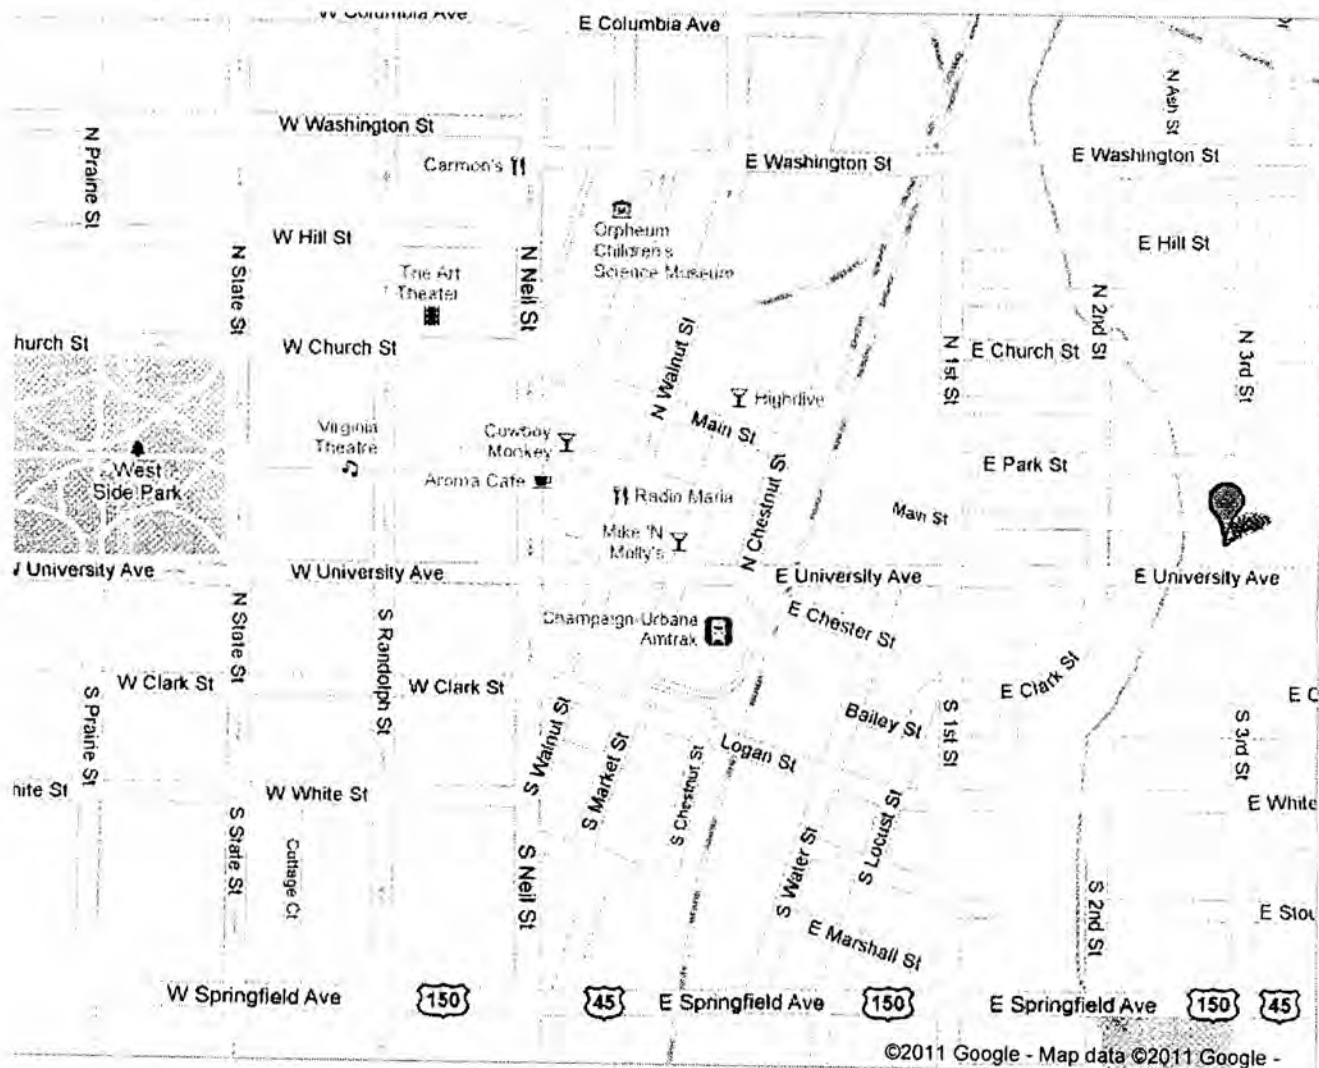 W Columbia Ave
E Columbia Ave
N Ash St
W Washington St
E Washington St
E Washington St
N Prairie St
Carmon's
Orpheum
Children's
Science Museum
W Hill St
E Hill St
N State St
The Art
Theater
N Neil St
N 2nd St
hurch St
W Church St
N Walnut St
N 1st St
E Church St
N 3rd St
Highdive
Main St
Virginia
Theatre
Cowboy
Monkey
West
Side Park
Aroma Cafe
Radio Maria
N Chestnut St
E Park St
Main St
Mike 'N
Molly's
University Ave
W University Ave
E University Ave
E University Ave
N State St
S Randolph St
Champaign-Urbana
Amtrak
E Chester St
W Clark St
W Clark St
E Clark St
E C
S Prairie St
S Walnut St
S Market St
S Chestnut St
Logan St
Bailey St
S 1st St
S 3rd St
hite St
W White St
E White
S State St
Cottage Ct
S Neil St
S Water St
S Locust St
S 2nd St
E Marshall St
E Stou
W Springfield Ave
150
45
E Springfield Ave
150
E Springfield Ave
150
45
©2011 Google - Map data ©2011 Google -